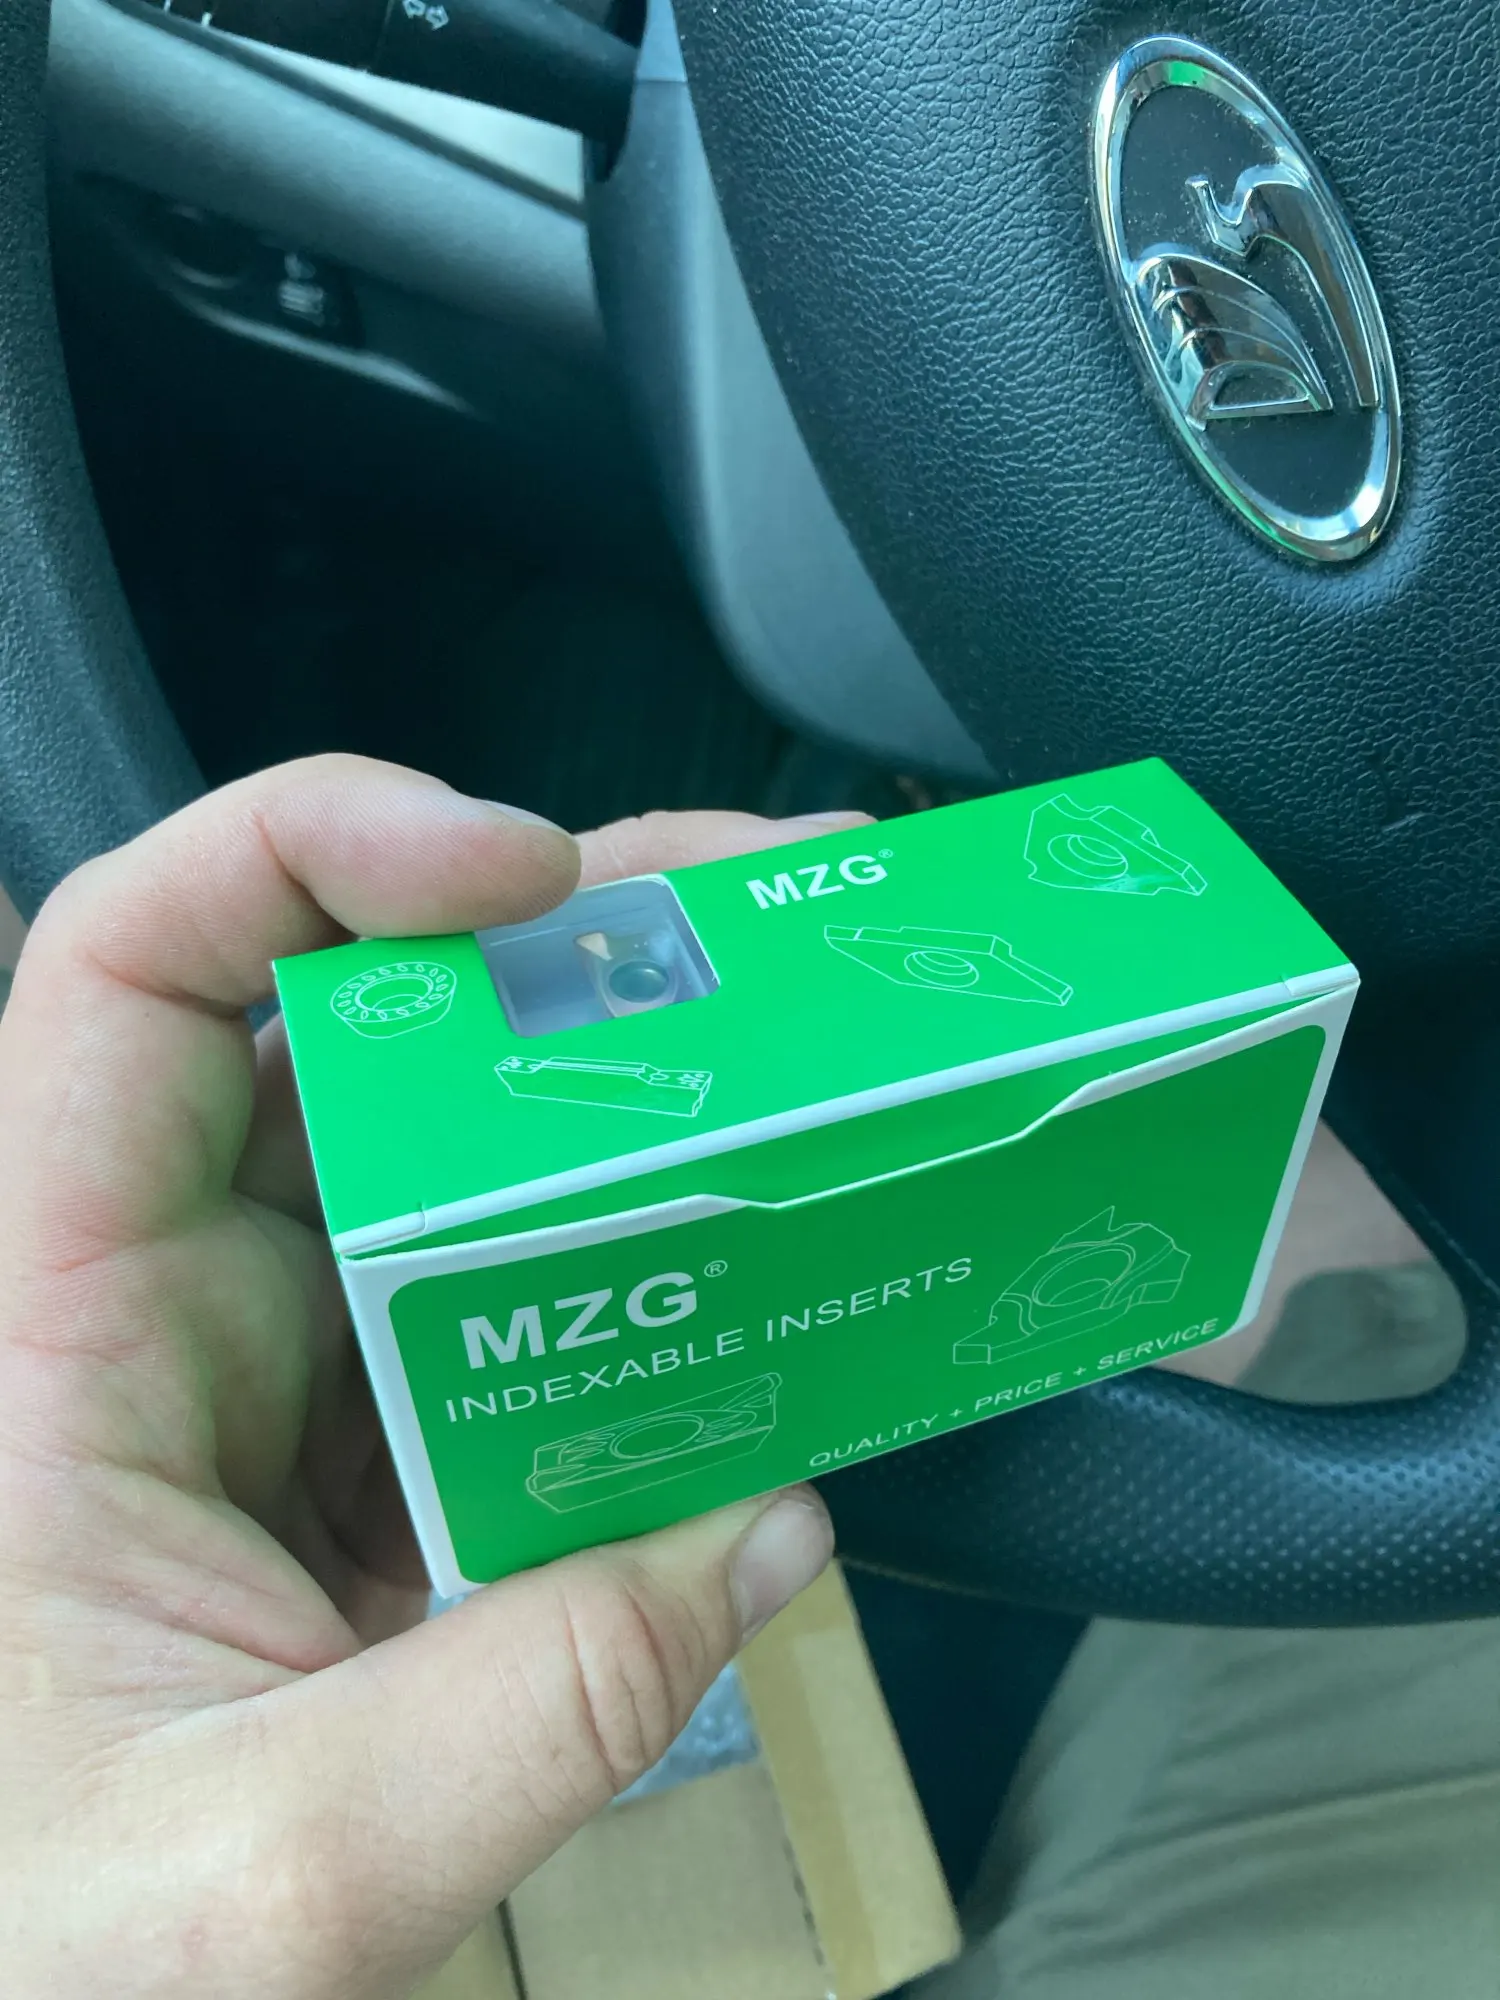 MZG®
MZG®
INDEXABLE INSERTS
QUALITY + PRICE + SERVICE